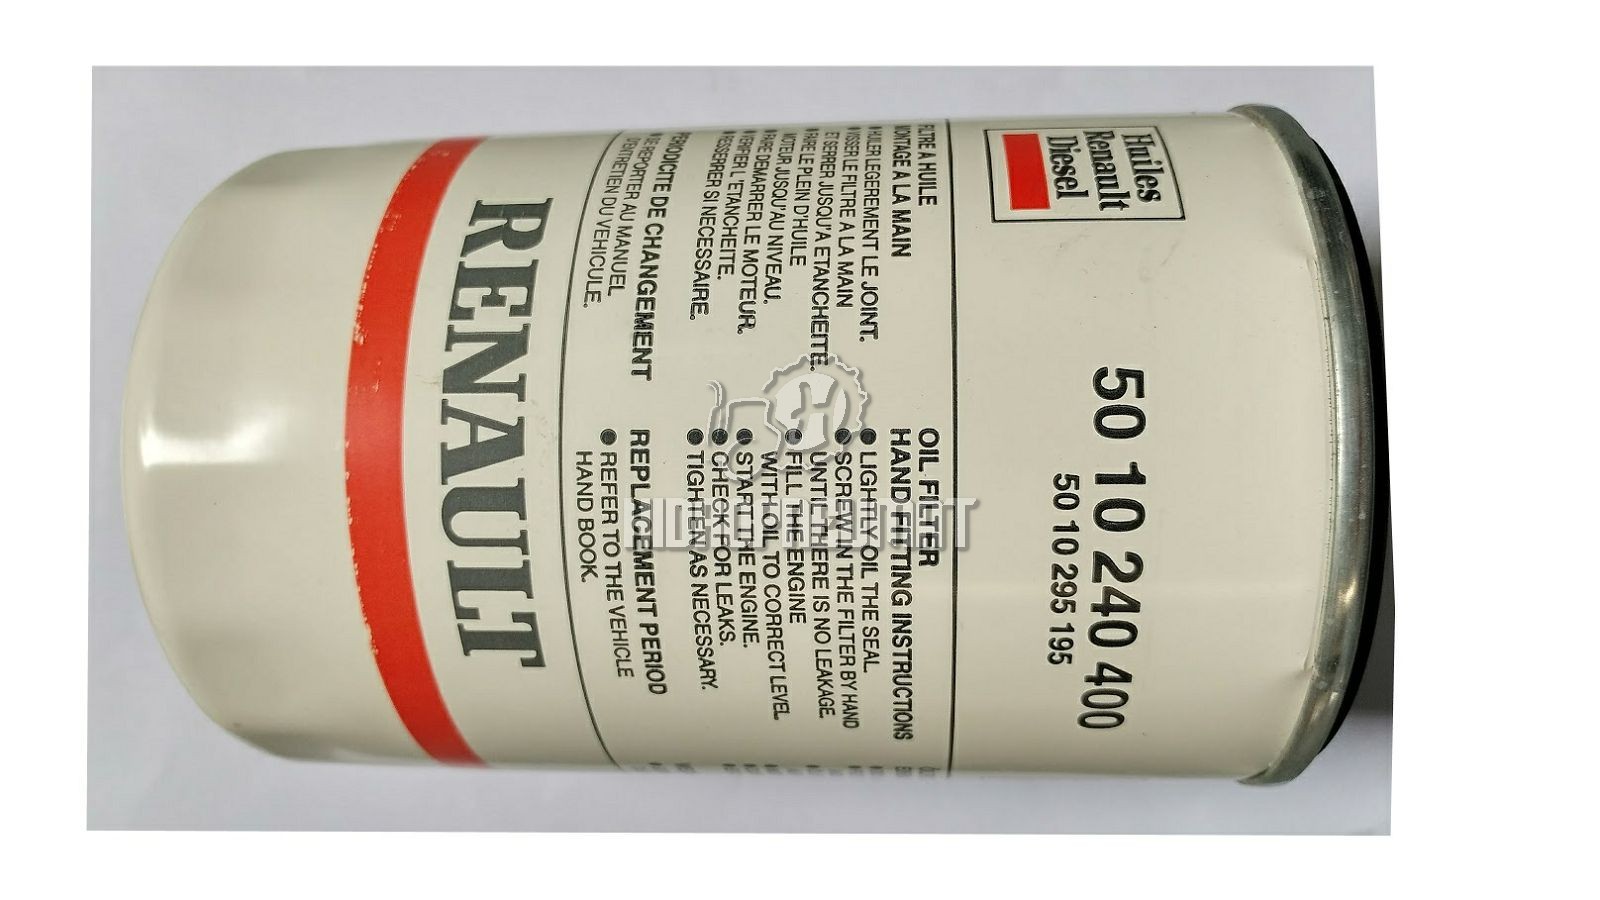 Huiles
Renault
Diesel
50 10 240 400
50 10 295 195
FILTRE A HUILE
MONTAGE A LA MAIN
HUILER LEGEREMENT LE JOINT.
VISSER LE FILTRE A LA MAIN
ET SERRER JUSQU'A ETANCHEITE.
FAIRE LE PLEIN D'HUILE
MOTEUR JUSQU'AU NIVEAU.
FAIRE DEMARRER LE MOTEUR.
VERIFIER L'ETANCHEITE.
RESSERRER SI NECESSAIRE.
PERIODICITE DE CHANGEMENT
SE REPORTER AU MANUEL
D'ENTRETIEN DU VEHICULE.
OIL FILTER
HAND FITTING INSTRUCTIONS
● LIGHTLY OIL THE SEAL.
● SCREW IN THE FILTER BY HAND
UNTIL THERE IS NO LEAKAGE.
● FILL THE ENGINE
WITH OIL TO CORRECT LEVEL
● START THE ENGINE.
● CHECK FOR LEAKS.
● TIGHTEN AS NECESSARY.
REPLACEMENT PERIOD
● REFER TO THE VEHICLE
HAND BOOK.
RENAULT